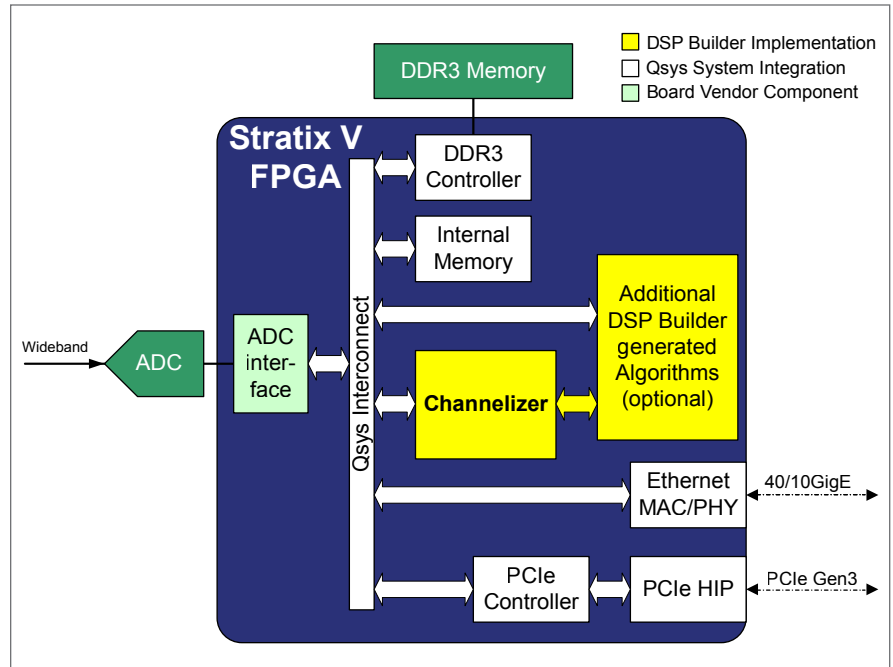 DSP Builder Implementation
Qsys System Integration
Board Vendor Component
DDR3 Memory
Stratix V
FPGA
DDR3
Controller
Internal
Memory
Additional
DSP Builder
generated
Algorithms
(optional)
Wideband
ADC
ADC
inter-
face
Qsys Interconnect
Channelizer
Ethernet
MAC/PHY
40/10GigE
PCIe
Controller
PCIe HIP
PCIe Gen3